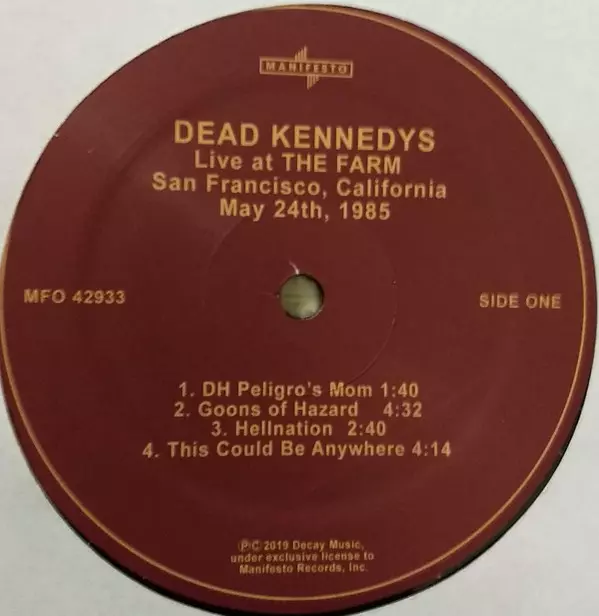 MANIFESTO
DEAD KENNEDYS
Live at THE FARM
San Francisco, California
May 24th, 1985
MFO 42933
SIDE ONE
1. DH Peligro's Mom 1:40
2. Goons of Hazard 4:32
3. Hellnation 2:40
4. This Could Be Anywhere 4:14
Ⓟ© 2019 Decay Music,
under exclusive license to
Manifesto Records, Inc.